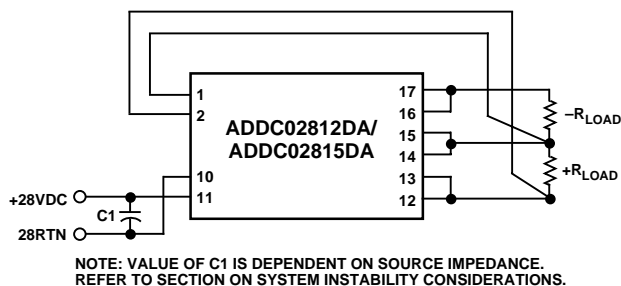 1
2
10
11
17
16
15
14
13
12
ADDC02812DA/
ADDC02815DA
–RLOAD
+RLOAD
+28VDC
C1
28RTN
NOTE: VALUE OF C1 IS DEPENDENT ON SOURCE IMPEDANCE.
REFER TO SECTION ON SYSTEM INSTABILITY CONSIDERATIONS.